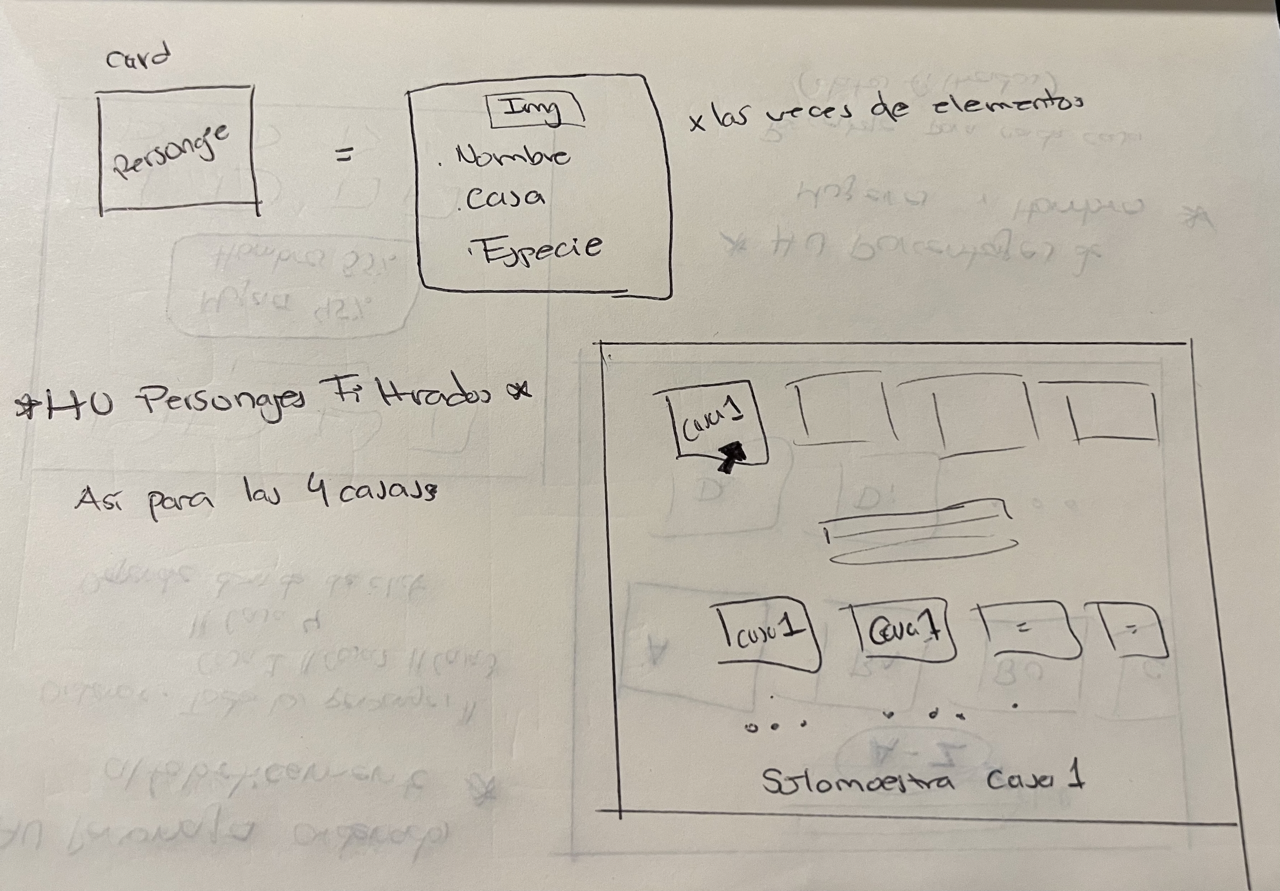 Card
Personaje
=
Img
. Nombre
. Casa
. Especie
x las veces de elementos
*HU Personajes Filtrados *
Así para las 4 casas
Casa 1
casa 1
Casa 1
=
=
Solo muestra Casa 1